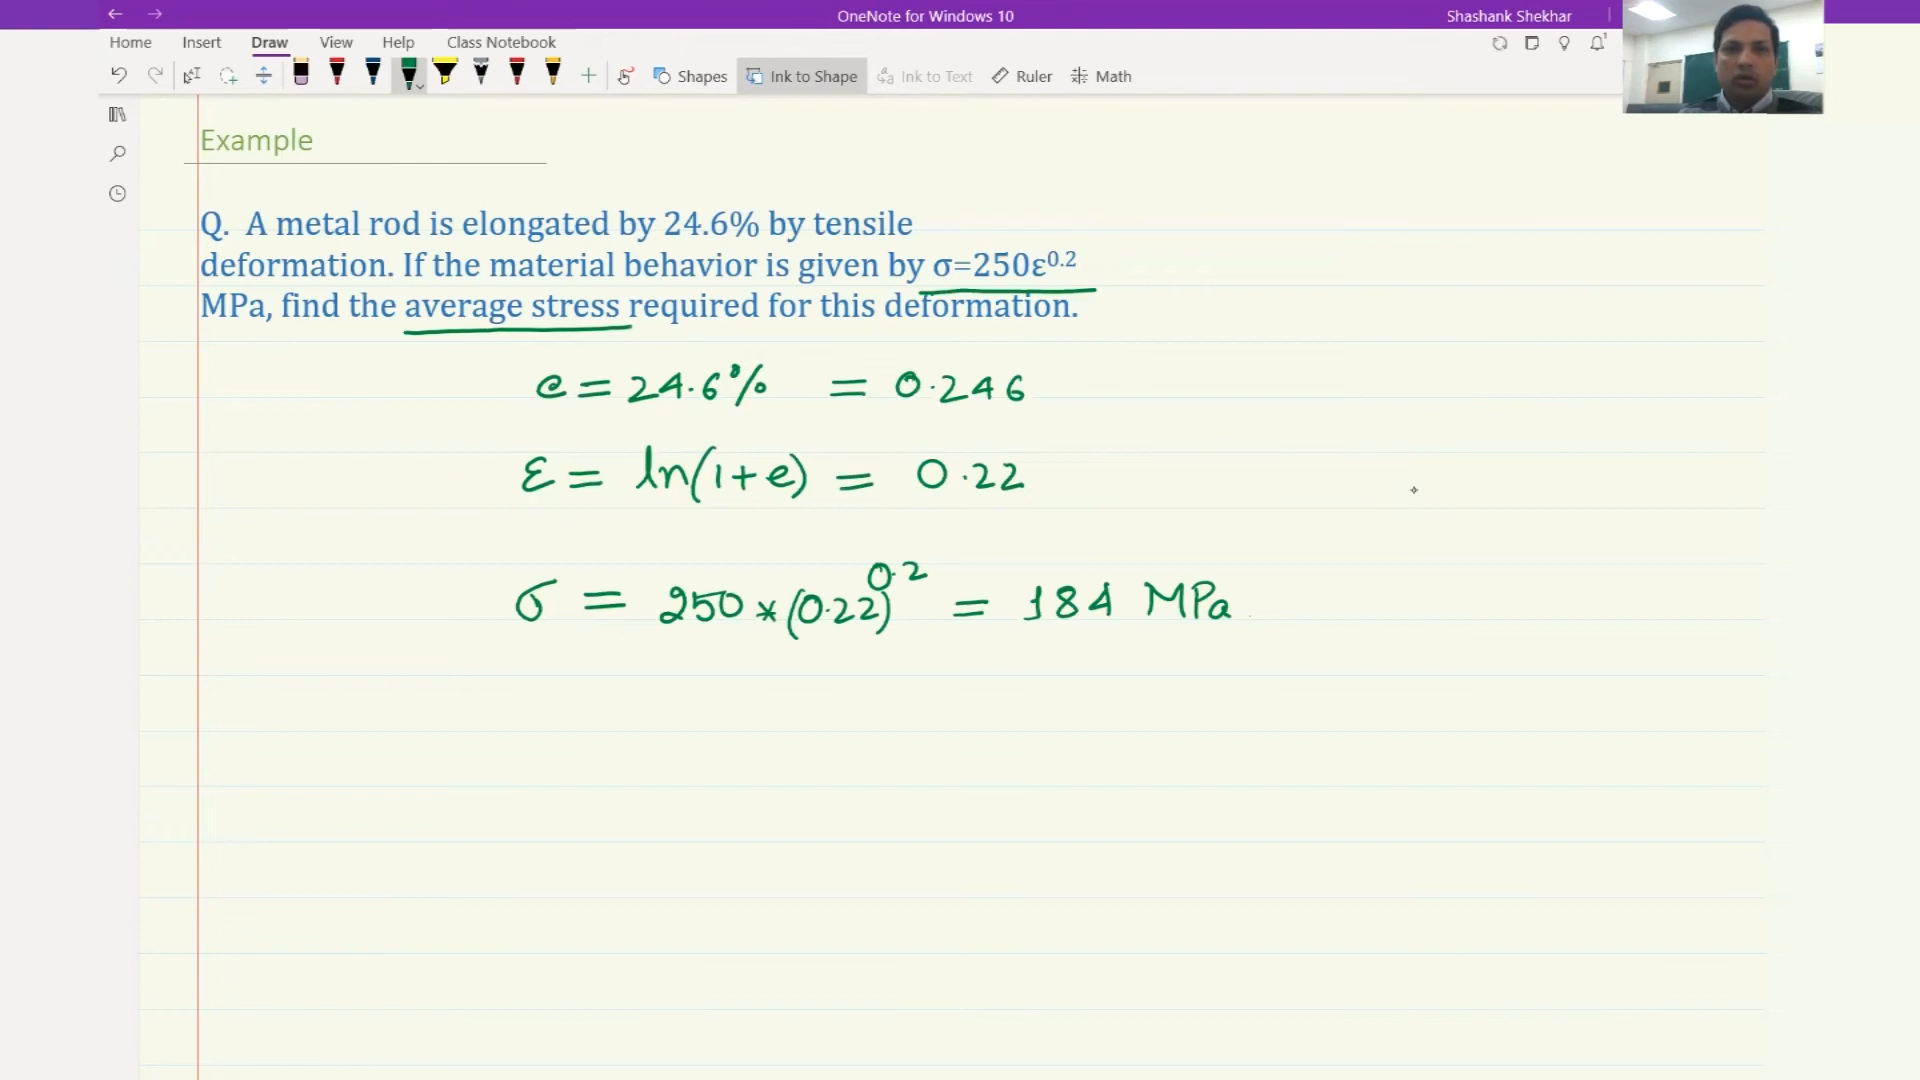 OneNote for Windows 10
Shashank Shekhar
Home Insert Draw View Help Class Notebook
Shapes Ink to Shape Ink to Text Ruler Math
Example
Q. A metal rod is elongated by 24.6% by tensile
deformation. If the material behavior is given by σ=250ε^0.2
MPa, find the average stress required for this deformation.
e = 24.6% = 0.246
ε = ln(1+e) = 0.22
σ = 250*(0.22)^0.2 = 184 MPa